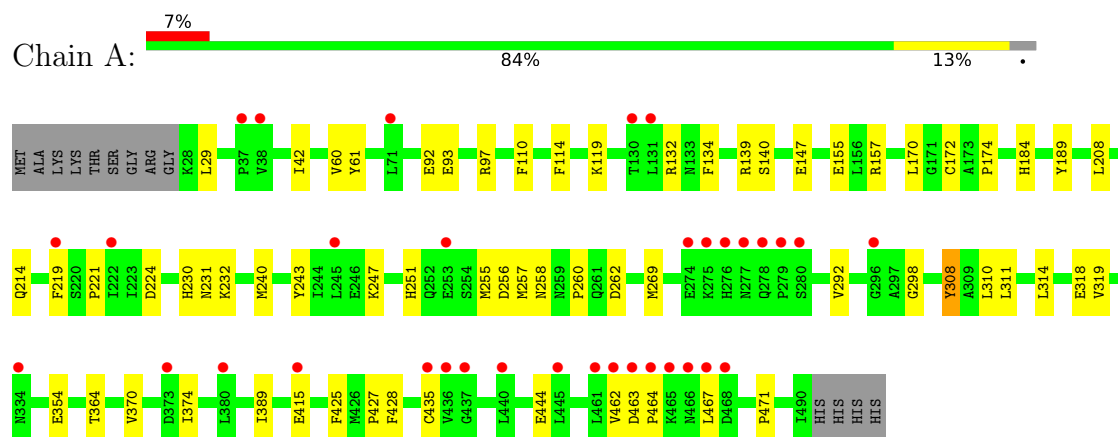 7%
Chain A:
84% 13% .
MET ALA LYS LYS THR SER GLY ARG GLY K28 L29 P37 V38 I42 V60 Y61 L71 E92 E93 R97 F110 F114 K119 T130 L131 R132 N133 F134 R139 S140 E147 E155 L156 R157 L170 G171 C172 A173 P174 H184 Y189 L208
Q214 F219 S220 P221 I222 I223 D224 H230 N231 K232 M240 Y243 I244 L245 E246 K247 H251 Q252 E253 S254 M255 D256 M257 N258 N259 P260 Q261 D262 M269 E274 K275 H276 N277 Q278 P279 S280 V292 G296 A297 G298 Y308 A309 L310 L311 L314 E318 V319
N334 E354 T364 V370 D373 I374 L380 I389 E415 F425 M426 P427 F428 C435 V436 G437 L440 E444 L445 L461 V462 D463 P464 K465 N466 L467 D468 P471 I490 HIS HIS HIS HIS